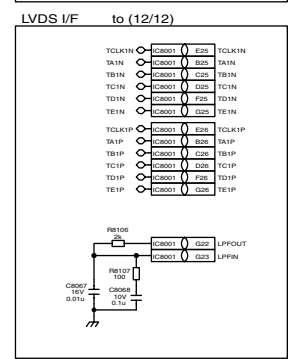 LVDS I/F to (12/12)
TCLK1N IC8001 E25 TCLK1N
TA1N IC8001 B25 TA1N
TB1N IC8001 C25 TB1N
TC1N IC8001 D25 TC1N
TD1N IC8001 F25 TD1N
TE1N IC8001 G25 TE1N
TCLK1P IC8001 E26 TCLK1P
TA1P IC8001 B26 TA1P
TB1P IC8001 C26 TB1P
TC1P IC8001 D26 TC1P
TD1P IC8001 F26 TD1P
TE1P IC8001 G26 TE1P
R8106
2k
IC8001 G22 LPFOUT
IC8001 G23 LPFIN
R8107
100
C8067
16V
0.01u
C8068
10V
0.1u